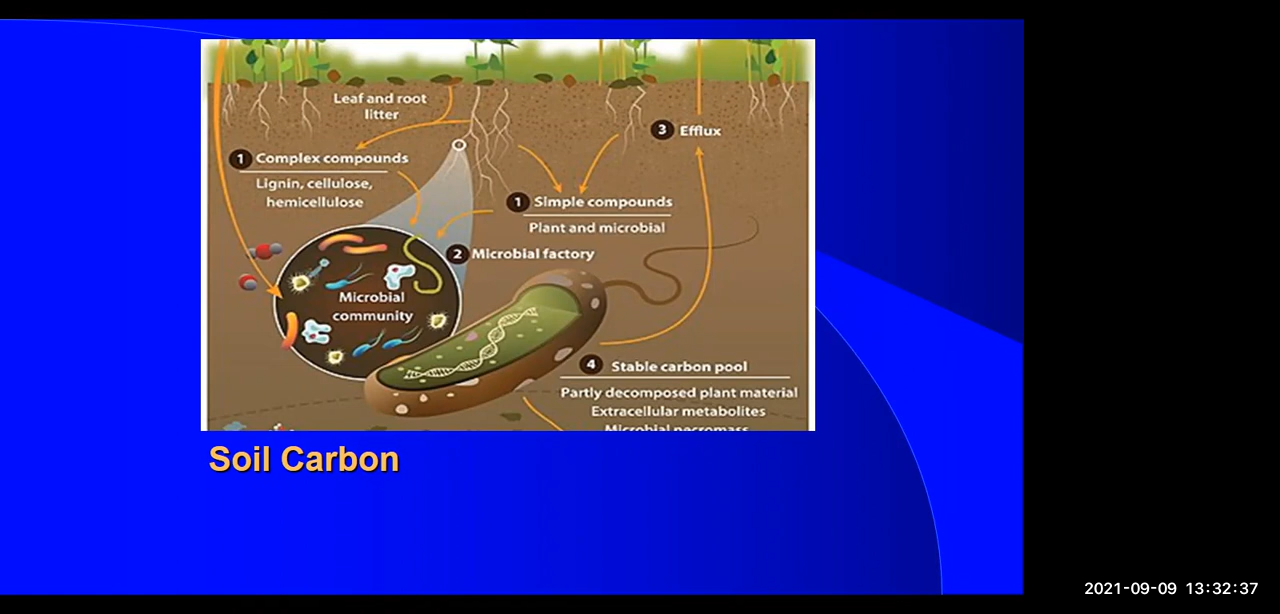 Leaf and root
litter
3 Efflux
1 Complex compounds
Lignin, cellulose,
hemicellulose
1 Simple compounds
Plant and microbial
2 Microbial factory
Microbial
community
4 Stable carbon pool
Partly decomposed plant material
Extracellular metabolites
Microbial necromass
Soil Carbon
2021-09-09 13:32:37